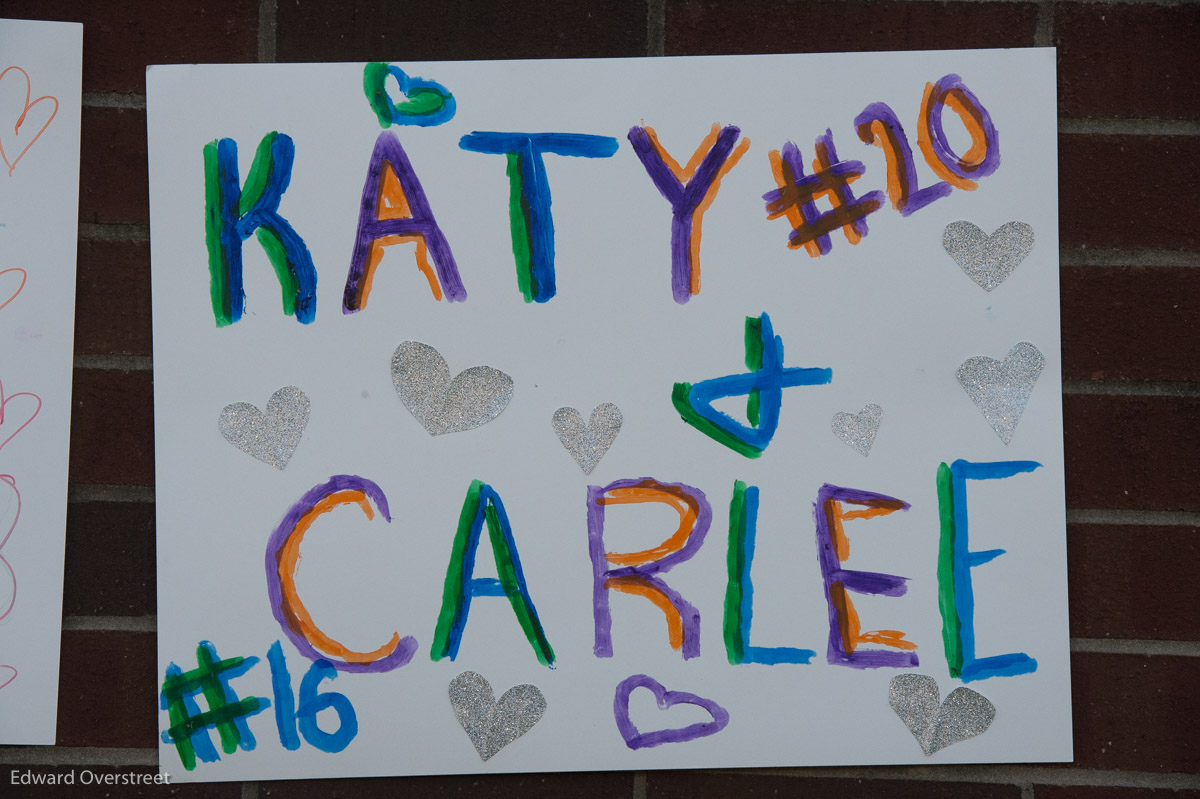 KATY #20
&
CARLEE
#16
Edward Overstreet